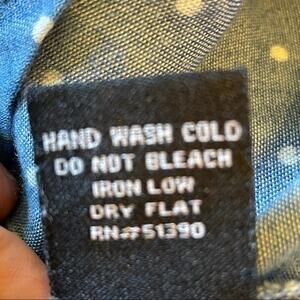 HAND WASH COLD
DO NOT BLEACH
IRON LOW
DRY FLAT
RN#51390